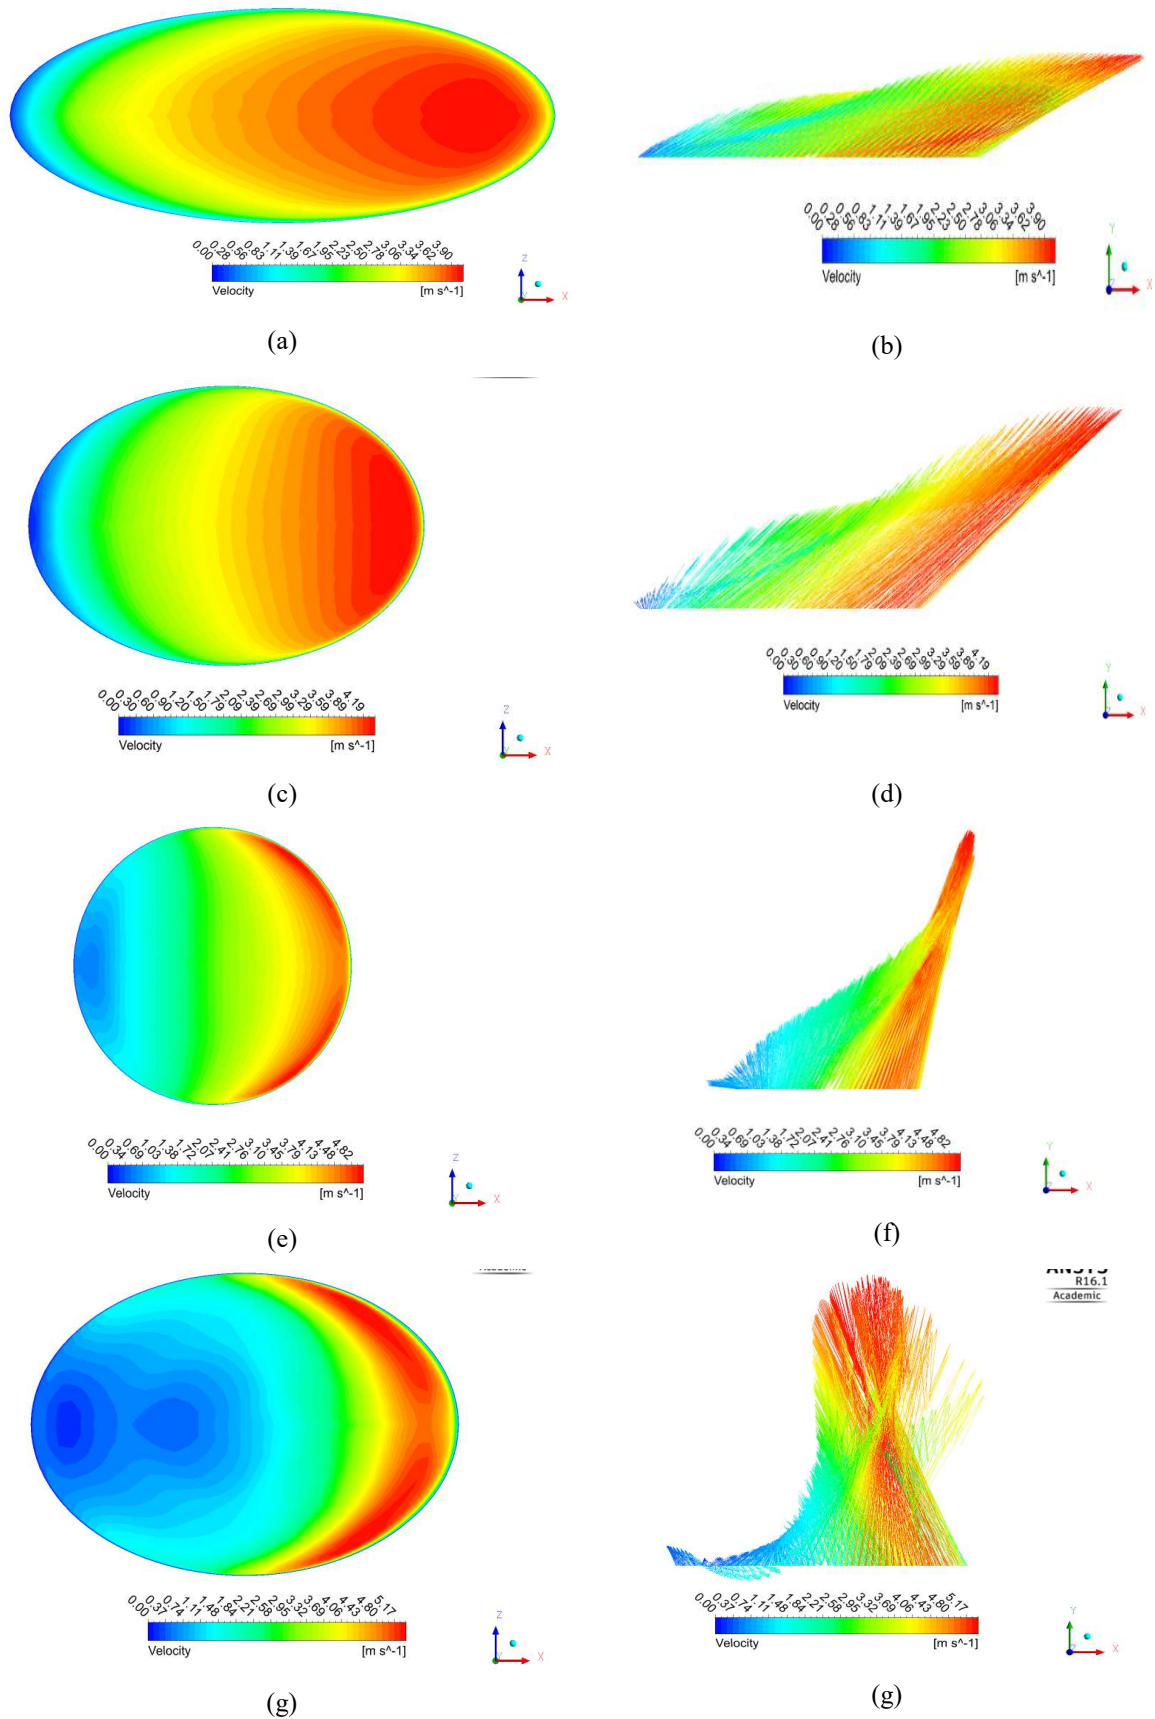 0.00 0.28 0.56 0.83 1.11 1.39 1.67 1.95 2.23 2.50 2.78 3.06 3.34 3.62 3.90
Velocity [m s^-1]
Z
Y X
(a)
0.00 0.28 0.56 0.83 1.11 1.39 1.67 1.95 2.23 2.50 2.78 3.06 3.34 3.62 3.90
Velocity [m s^-1]
Y
Z X
(b)
0.00 0.30 0.60 0.90 1.20 1.50 1.79 2.09 2.39 2.69 2.99 3.29 3.59 3.89 4.19
Velocity [m s^-1]
Z
Y X
(c)
0.00 0.30 0.60 0.90 1.20 1.50 1.79 2.09 2.39 2.69 2.99 3.29 3.59 3.89 4.19
Velocity [m s^-1]
Y
Z X
(d)
0.00 0.34 0.69 1.03 1.38 1.72 2.07 2.41 2.76 3.10 3.45 3.79 4.13 4.48 4.82
Velocity [m s^-1]
Z
Y X
(e)
0.00 0.34 0.69 1.03 1.38 1.72 2.07 2.41 2.76 3.10 3.45 3.79 4.13 4.48 4.82
Velocity [m s^-1]
Y
Z X
(f)
Academic
0.00 0.37 0.74 1.11 1.48 1.84 2.21 2.58 2.95 3.32 3.69 4.06 4.43 4.80 5.17
Velocity [m s^-1]
Z
Y X
(g)
ANSYS
R16.1
Academic
0.00 0.37 0.74 1.11 1.48 1.84 2.21 2.58 2.95 3.32 3.69 4.06 4.43 4.80 5.17
Velocity [m s^-1]
Y
Z X
(g)